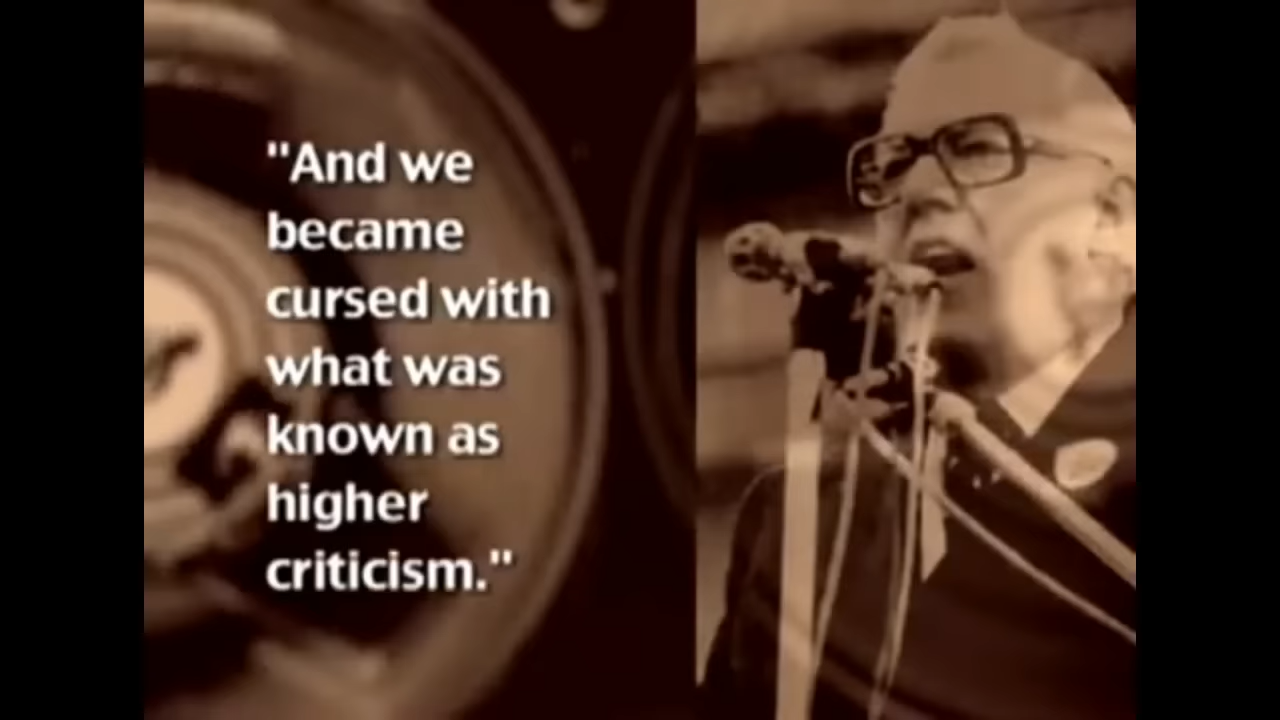 "And we
became
cursed with
what was
known as
higher
criticism."